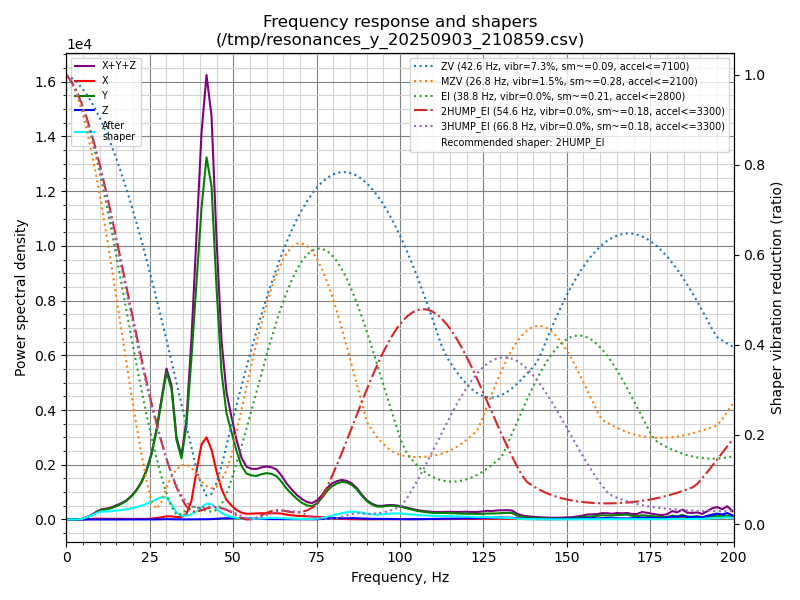 Frequency response and shapers
(/tmp/resonances_y_20250903_210859.csv)
1e4
X+Y+Z
X
Y
Z
After
shaper
ZV (42.6 Hz, vibr=7.3%, sm~=0.09, accel<=7100)
MZV (26.8 Hz, vibr=1.5%, sm~=0.28, accel<=2100)
EI (38.8 Hz, vibr=0.0%, sm~=0.21, accel<=2800)
2HUMP_EI (54.6 Hz, vibr=0.0%, sm~=0.18, accel<=3300)
3HUMP_EI (66.8 Hz, vibr=0.0%, sm~=0.18, accel<=3300)
Recommended shaper: 2HUMP_EI
Power spectral density
1.6
1.4
1.2
1.0
0.8
0.6
0.4
0.2
0.0
0
25
50
75
100
125
150
175
200
Frequency, Hz
1.0
0.8
0.6
0.4
0.2
0.0
Shaper vibration reduction (ratio)